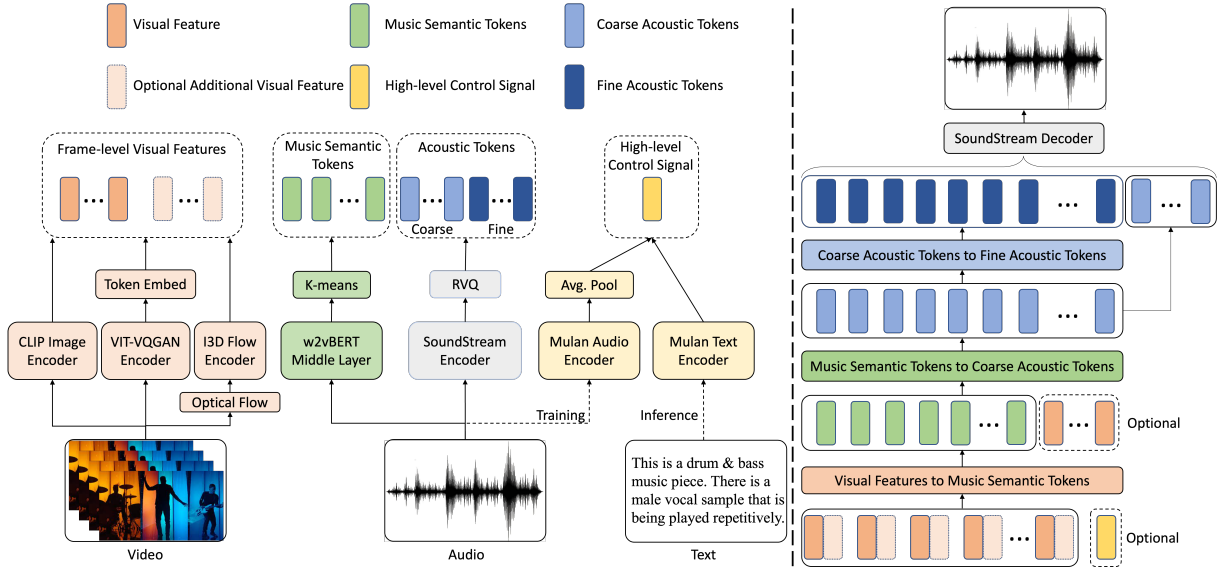 Visual Feature
Music Semantic Tokens
Coarse Acoustic Tokens
Optional Additional Visual Feature
High-level Control Signal
Fine Acoustic Tokens
Frame-level Visual Features
Music Semantic
Tokens
Acoustic Tokens
Coarse
Fine
High-level
Control Signal
Token Embed
K-means
RVQ
Avg. Pool
CLIP Image
Encoder
VIT-VQGAN
Encoder
I3D Flow
Encoder
w2vBERT
Middle Layer
SoundStream
Encoder
Mulan Audio
Encoder
Mulan Text
Encoder
Optical Flow
Training
Inference
This is a drum & bass
music piece. There is a
male vocal sample that is
being played repetitively.
Video
Audio
Text
SoundStream Decoder
Coarse Acoustic Tokens to Fine Acoustic Tokens
Music Semantic Tokens to Coarse Acoustic Tokens
Optional
Visual Features to Music Semantic Tokens
Optional